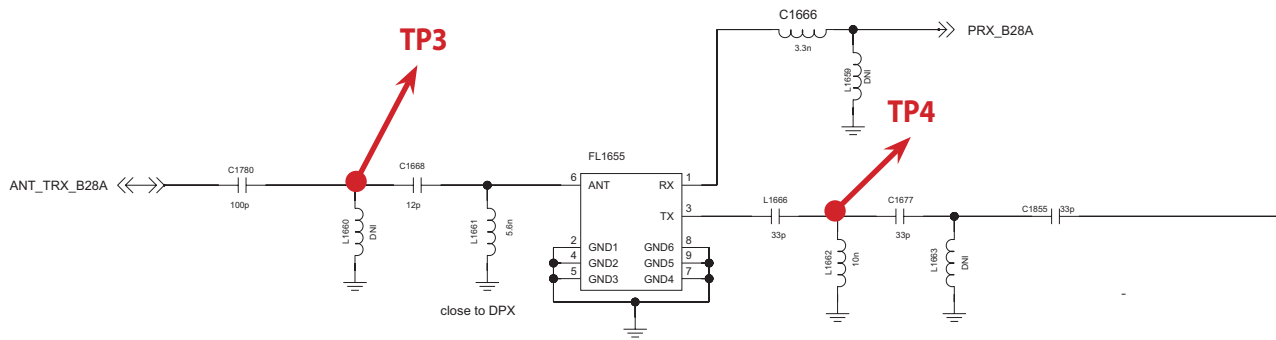 C1666
3.3n
PRX_B28A
L1659
DNI
TP3
TP4
FL1655
ANT_TRX_B28A
C1780
100p
L1660
DNI
C1668
12p
L1661
5.6n
6
ANT
RX
1
TX
3
2
GND1
GND6
8
4
GND2
GND5
9
5
GND3
GND4
7
close to DPX
L1666
33p
L1662
10n
C1677
33p
L1663
DNI
C1855
33p
-